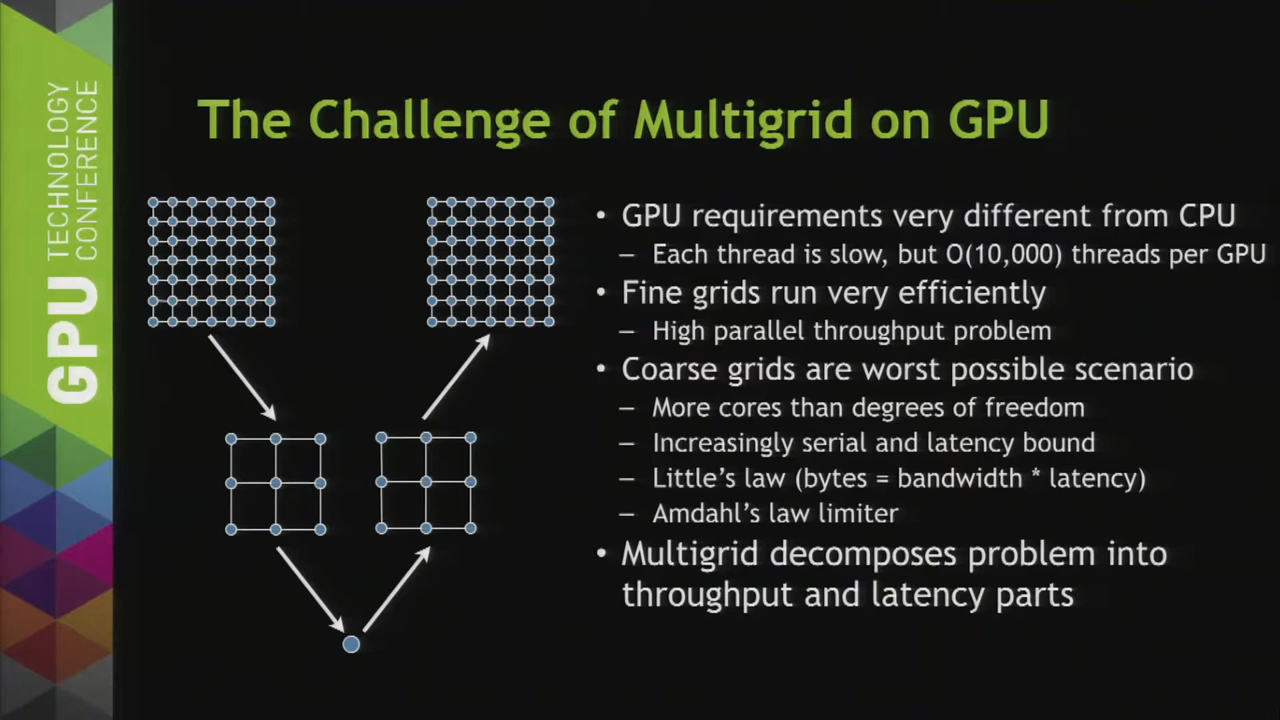 GPU TECHNOLOGY
CONFERENCE
The Challenge of Multigrid on GPU
• GPU requirements very different from CPU
– Each thread is slow, but O(10,000) threads per GPU
• Fine grids run very efficiently
– High parallel throughput problem
• Coarse grids are worst possible scenario
– More cores than degrees of freedom
– Increasingly serial and latency bound
– Little's law (bytes = bandwidth * latency)
– Amdahl's law limiter
• Multigrid decomposes problem into
throughput and latency parts